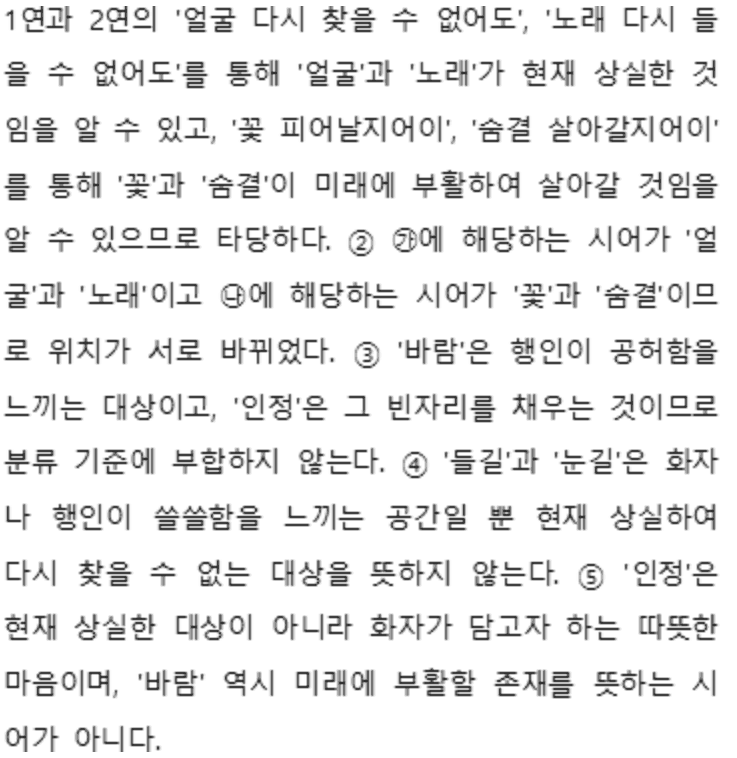 1연과 2연의 '얼굴 다시 찾을 수 없어도', '노래 다시 들
을 수 없어도'를 통해 '얼굴'과 '노래'가 현재 상실한 것
임을 알 수 있고, '꽃 피어날지어이', '숨결 살아갈지어이'
를 통해 '꽃'과 '숨결'이 미래에 부활하여 살아갈 것임을
알 수 있으므로 타당하다. ② ㉮에 해당하는 시어가 '얼
굴'과 '노래'이고 ㉯에 해당하는 시어가 '꽃'과 '숨결'이므
로 위치가 서로 바뀌었다. ③ '바람'은 행인이 공허함을
느끼는 대상이고, '인정'은 그 빈자리를 채우는 것이므로
분류 기준에 부합하지 않는다. ④ '들길'과 '눈길'은 화자
나 행인이 쓸쓸함을 느끼는 공간일 뿐 현재 상실하여
다시 찾을 수 없는 대상을 뜻하지 않는다. ⑤ '인정'은
현재 상실한 대상이 아니라 화자가 담고자 하는 따뜻한
마음이며, '바람' 역시 미래에 부활할 존재를 뜻하는 시
어가 아니다.